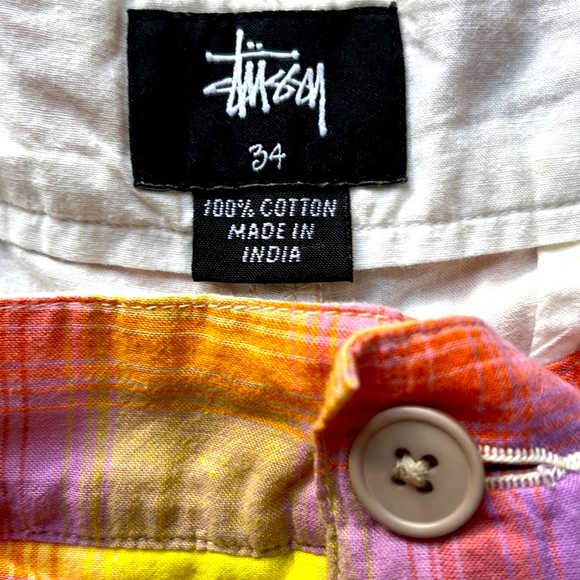 Stüssy
34
100% COTTON
MADE IN
INDIA